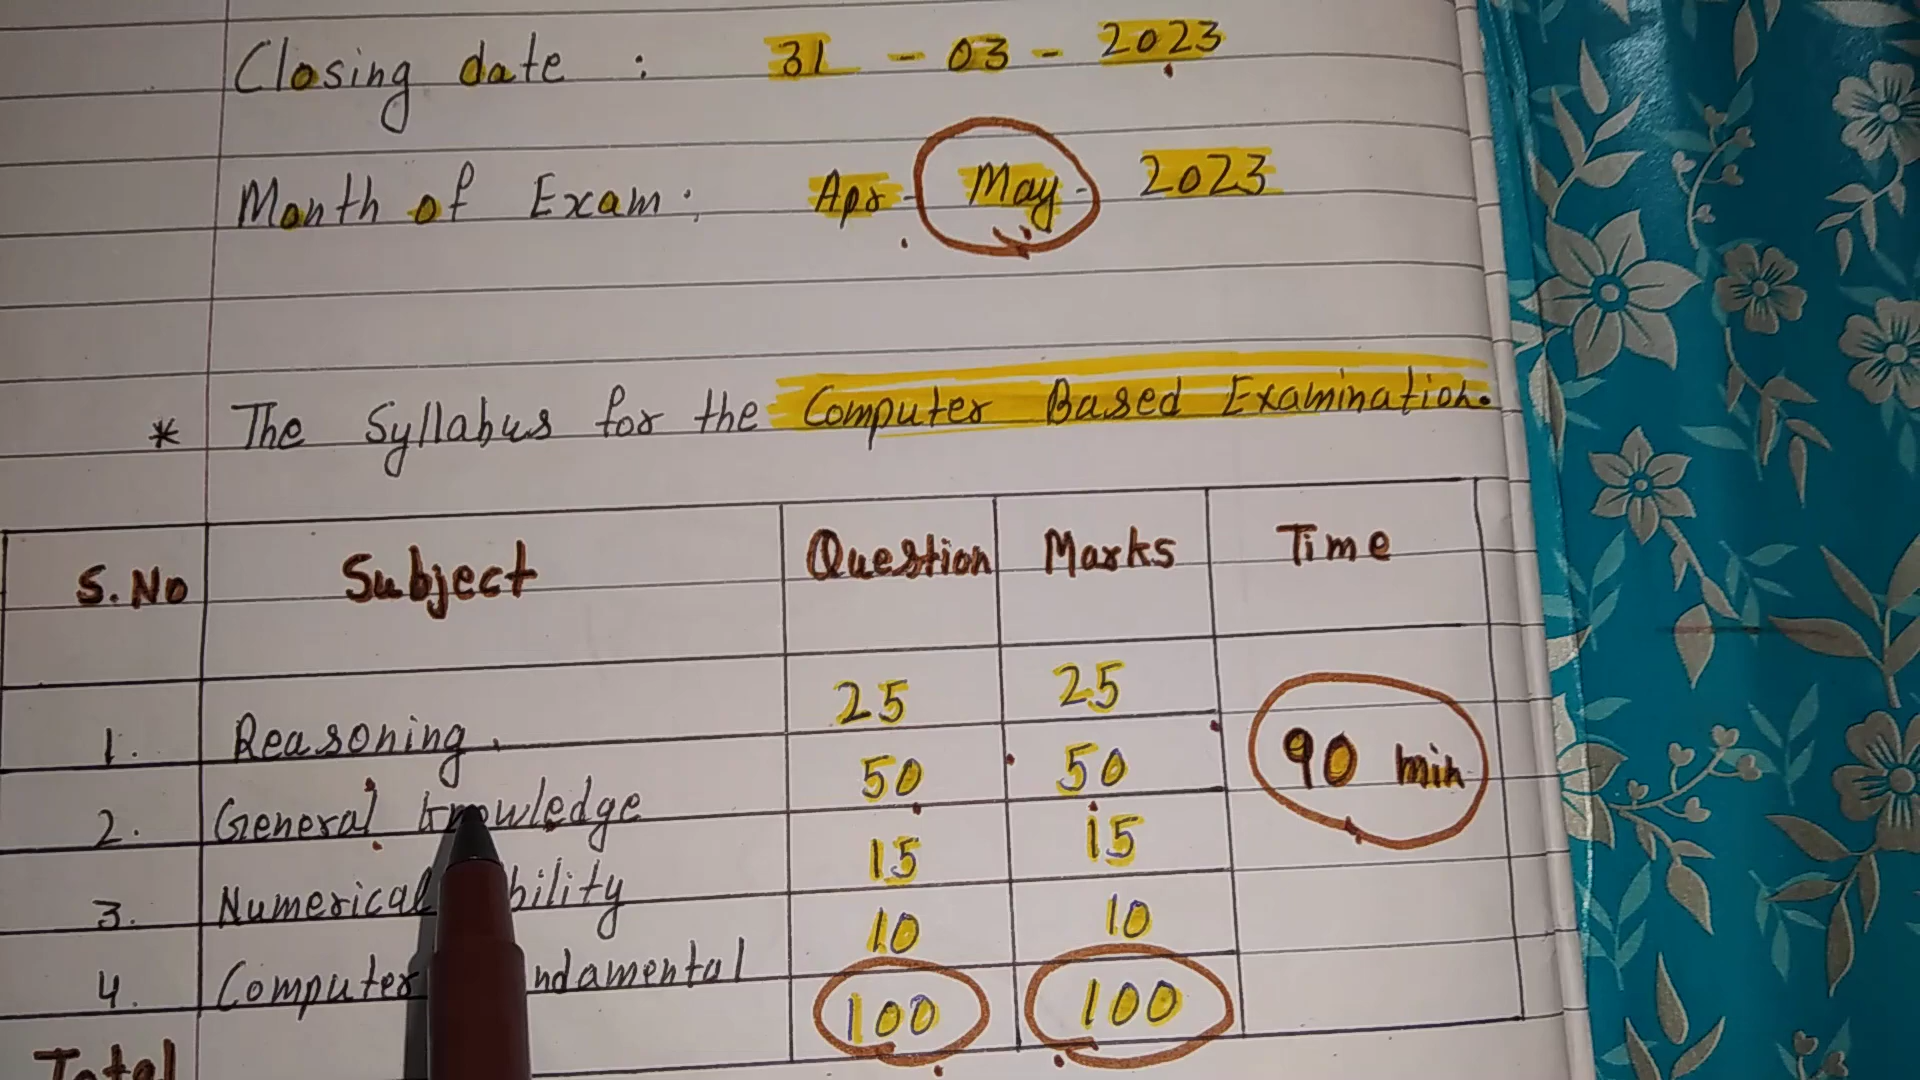 Closing date : 31 - 03 - 2023
Month of Exam : Apr - May - 2023
* The Syllabus for the Computer Based Examination.
S. No Subject Question Marks Time
1. Reasoning. 25 25 90 min
2. General knowledge 50 50
3. Numerical bility 15 15
4. Computer ndamental 10 10
Total 100 100